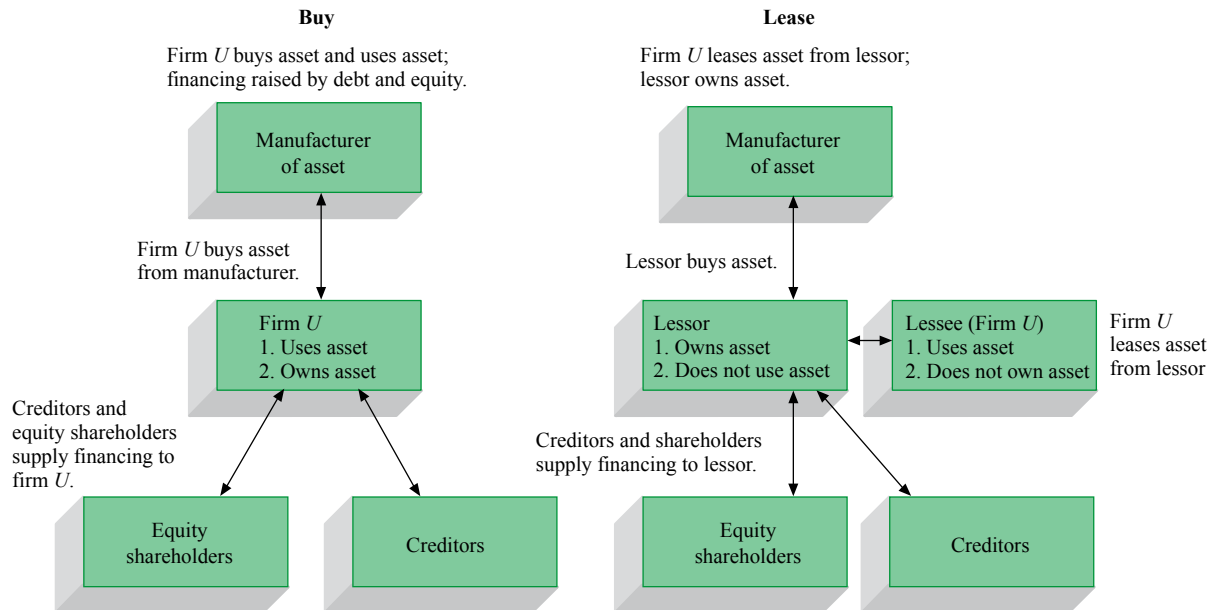 Buy
Firm U buys asset and uses asset;
financing raised by debt and equity.
Manufacturer
of asset
Firm U buys asset
from manufacturer.
Firm U
1. Uses asset
2. Owns asset
Creditors and
equity shareholders
supply financing to
firm U.
Equity
shareholders
Creditors
Lease
Firm U leases asset from lessor;
lessor owns asset.
Manufacturer
of asset
Lessor buys asset.
Lessor
1. Owns asset
2. Does not use asset
Lessee (Firm U)
1. Uses asset
2. Does not own asset
Firm U
leases asset
from lessor
Creditors and shareholders
supply financing to lessor.
Equity
shareholders
Creditors